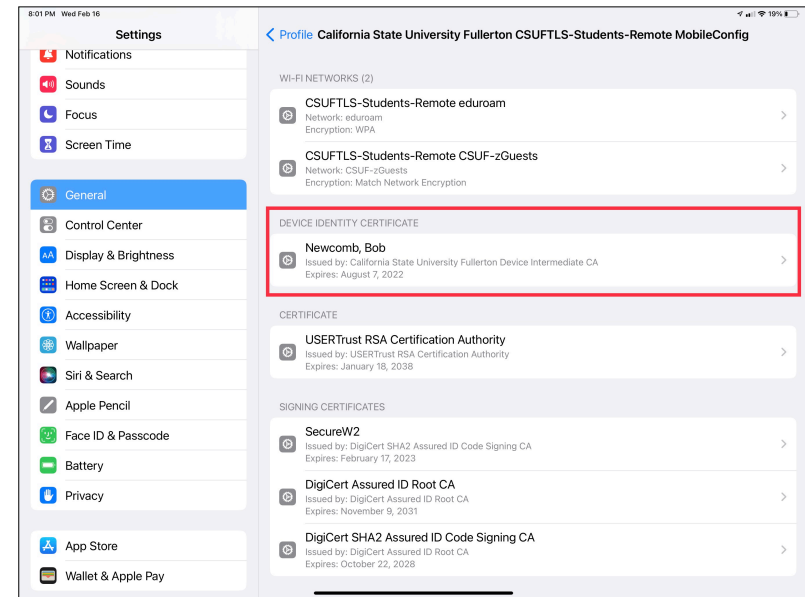 8:01 PM Wed Feb 16
19%
Settings
Notifications
Sounds
Focus
Screen Time
General
Control Center
AA Display & Brightness
Home Screen & Dock
Accessibility
Wallpaper
Siri & Search
Apple Pencil
Face ID & Passcode
Battery
Privacy
App Store
Wallet & Apple Pay
Profile California State University Fullerton CSUFTLS-Students-Remote MobileConfig
WI-FI NETWORKS (2)
CSUFTLS-Students-Remote eduroam
Network: eduroam
Encryption: WPA
CSUFTLS-Students-Remote CSUF-zGuests
Network: CSUF-zGuests
Encryption: Match Network Encryption
DEVICE IDENTITY CERTIFICATE
Newcomb, Bob
Issued by: California State University Fullerton Device Intermediate CA
Expires: August 7, 2022
CERTIFICATE
USERTrust RSA Certification Authority
Issued by: USERTrust RSA Certification Authority
Expires: January 18, 2038
SIGNING CERTIFICATES
SecureW2
Issued by: DigiCert SHA2 Assured ID Code Signing CA
Expires: February 17, 2023
DigiCert Assured ID Root CA
Issued by: DigiCert Assured ID Root CA
Expires: November 9, 2031
DigiCert SHA2 Assured ID Code Signing CA
Issued by: DigiCert Assured ID Root CA
Expires: October 22, 2028